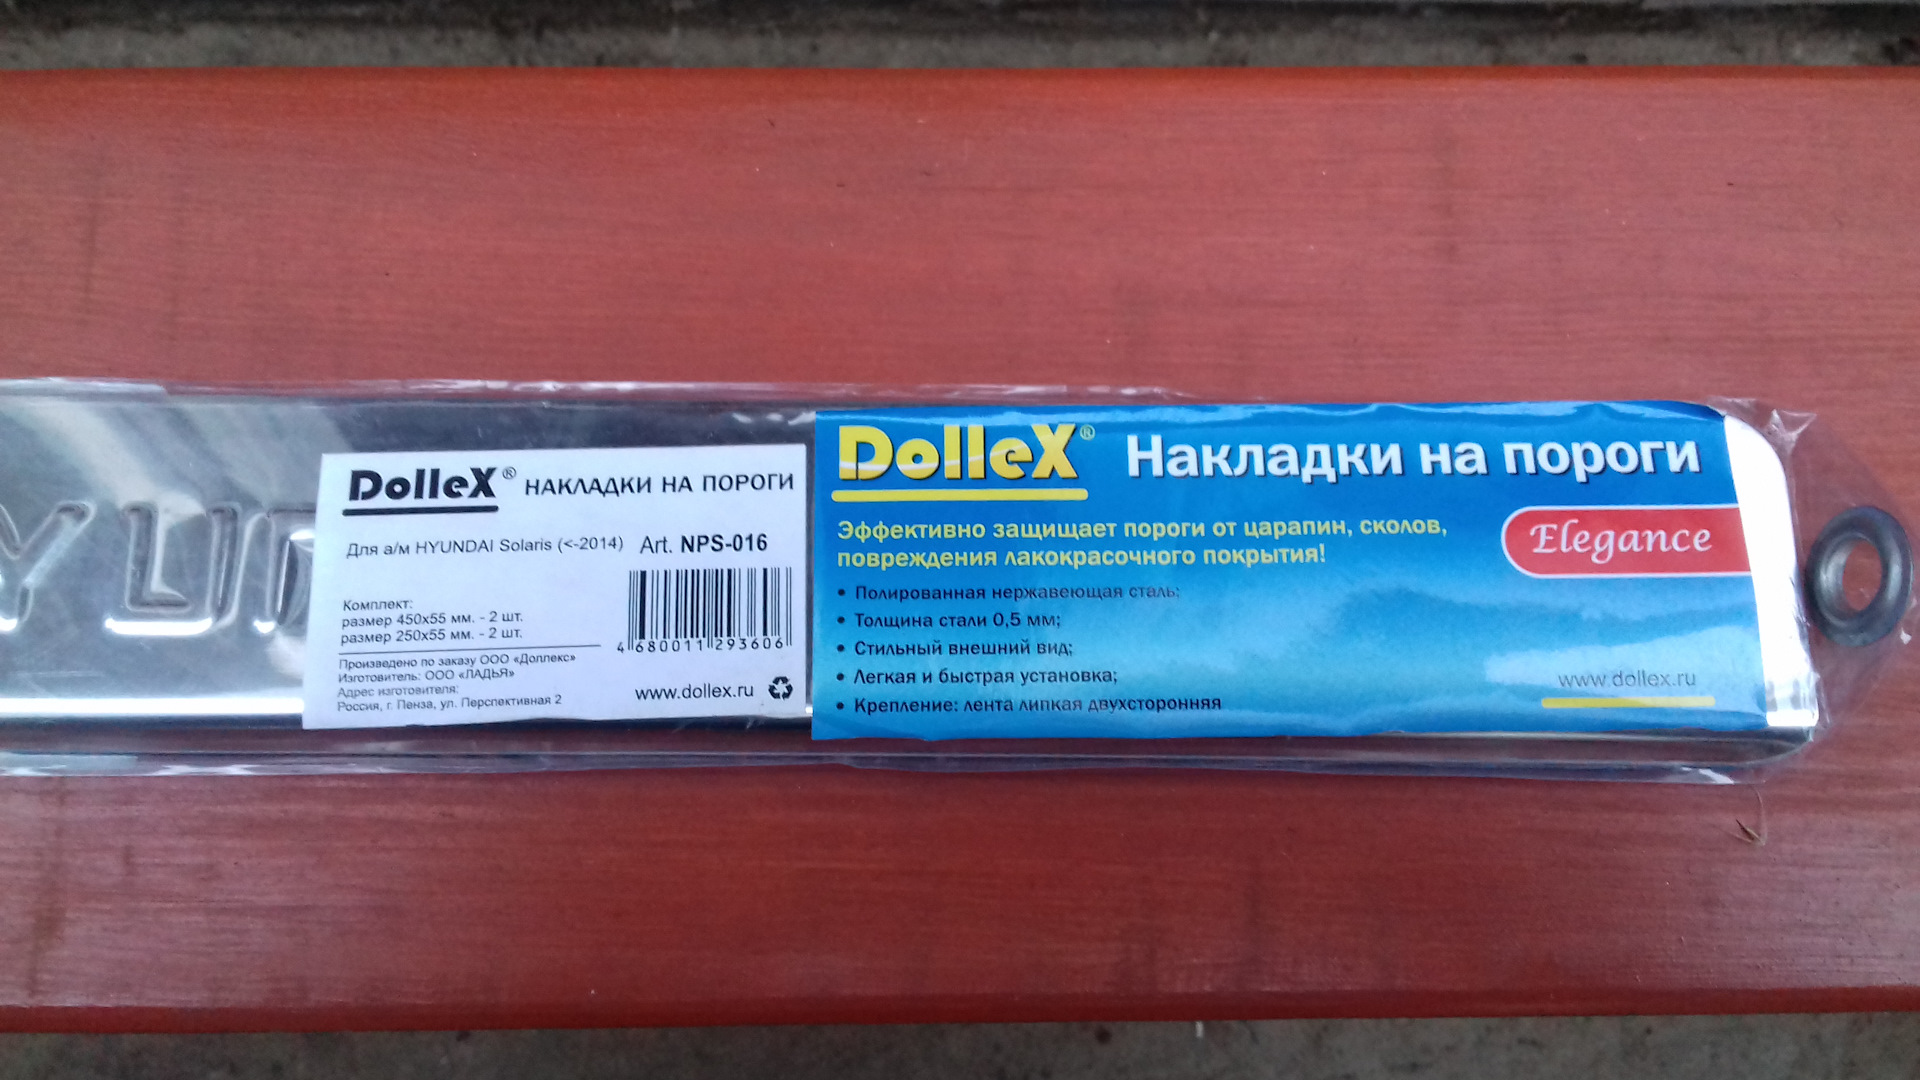 YUN
DolleX® НАКЛАДКИ НА ПОРОГИ
Для а/м HYUNDAI Solaris (<-2014) Art. NPS-016
Комплект:
размер 450x55 мм. - 2 шт.
размер 250x55 мм. - 2 шт.
4 680011 293606
Произведено по заказу ООО «Доллекс»
Изготовитель: ООО «ЛАДЬЯ»
Адрес изготовителя:
Россия, г. Пенза, ул. Перспективная 2
www.dollex.ru
DolleX® Накладки на пороги
Эффективно защищает пороги от царапин, сколов,
повреждения лакокрасочного покрытия!
Elegance
• Полированная нержавеющая сталь;
• Толщина стали 0,5 мм;
• Стильный внешний вид;
• Легкая и быстрая установка;
• Крепление: лента липкая двухсторонняя
www.dollex.ru